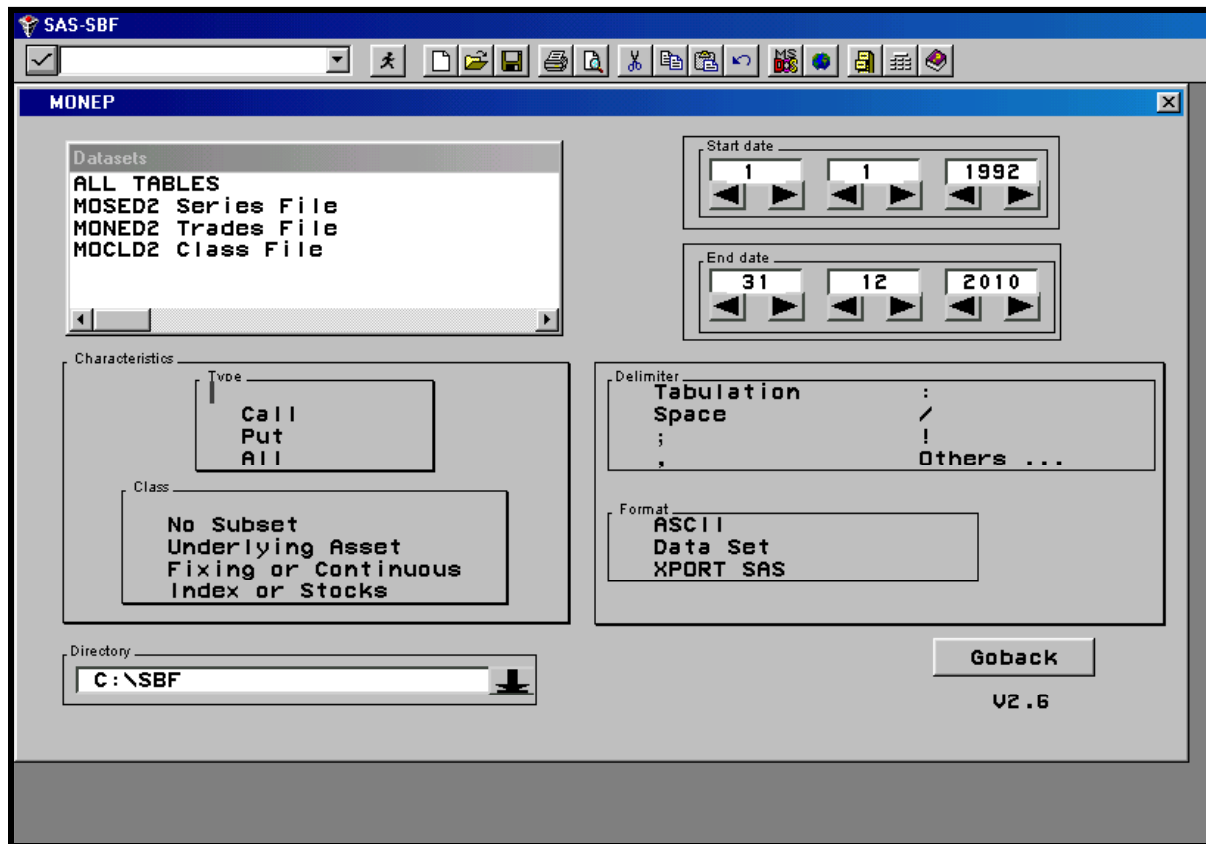 SAS-SBF
MS
DOS
MONEP
Datasets
ALL TABLES
MOSED2 Series File
MONED2 Trades File
MOCLD2 Class File
Start date
1 1 1992
End date
31 12 2010
Characteristics
Type
Call
Put
All
Class
No Subset
Underlying Asset
Fixing or Continuous
Index or Stocks
Delimiter
Tabulation :
Space /
; !
, Others ...
Format
ASCII
Data Set
XPORT SAS
Directory
C:\SBF
Goback
V2.6